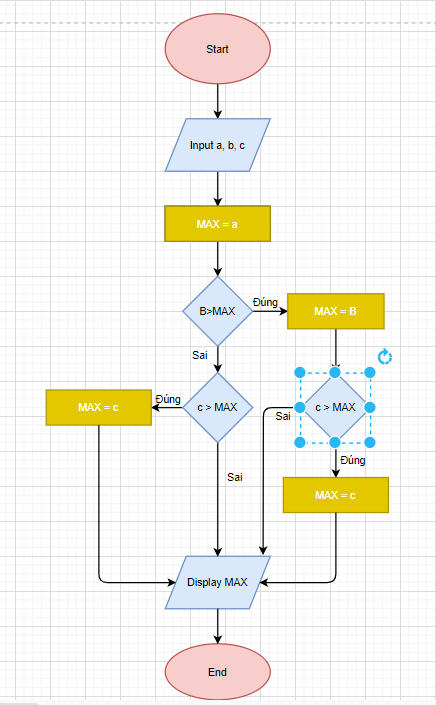 Start
Input a, b, c
MAX = a
B>MAX
Đúng
MAX = B
Sai
MAX = c
Đúng
c > MAX
Sai
c > MAX
Sai
Đúng
MAX = c
Display MAX
End